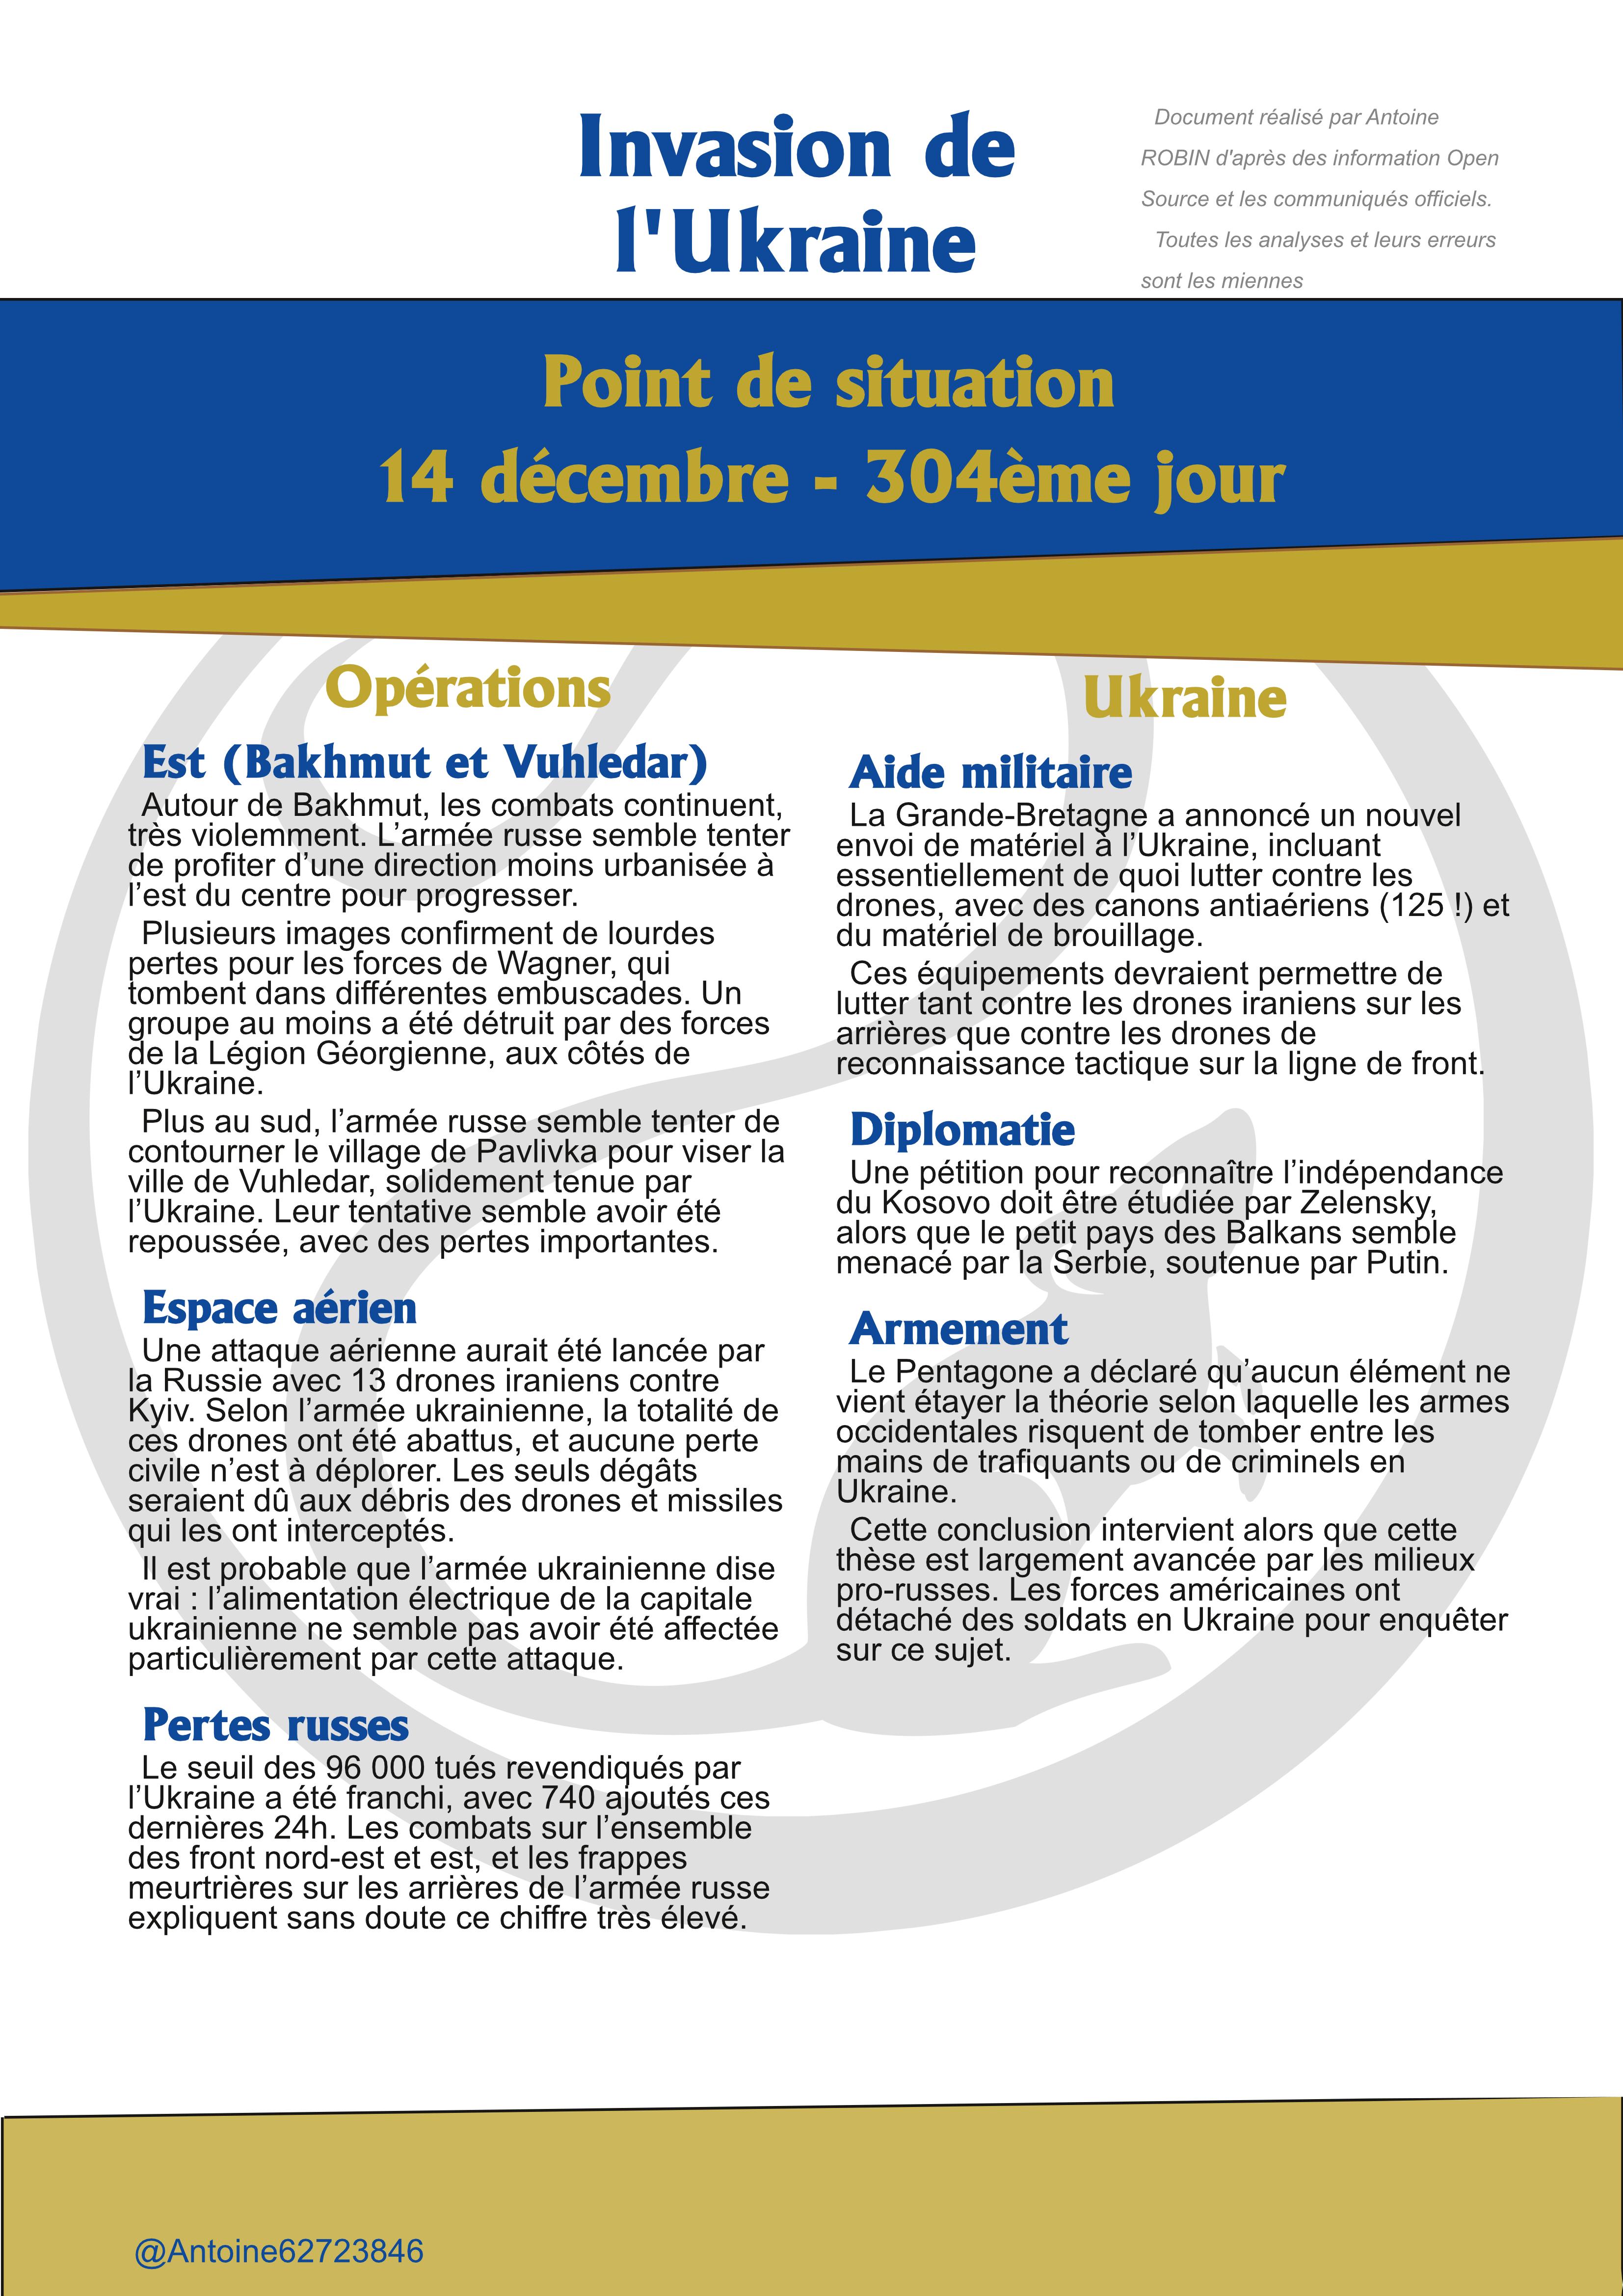 Invasion de
l'Ukraine
Document réalisé par Antoine
ROBIN d'après des information Open
Source et les communiqués officiels.
Toutes les analyses et leurs erreurs
sont les miennes
Point de situation
14 décembre - 304ème jour
Opérations
Est (Bakhmut et Vuhledar)
Autour de Bakhmut, les combats continuent,
très violemment. L’armée russe semble tenter
de profiter d’une direction moins urbanisée à
l’est du centre pour progresser.
Plusieurs images confirment de lourdes
pertes pour les forces de Wagner, qui
tombent dans différentes embuscades. Un
groupe au moins a été détruit par des forces
de la Légion Géorgienne, aux côtés de
l’Ukraine.
Plus au sud, l’armée russe semble tenter de
contourner le village de Pavlivka pour viser la
ville de Vuhledar, solidement tenue par
l’Ukraine. Leur tentative semble avoir été
repoussée, avec des pertes importantes.
Espace aérien
Une attaque aérienne aurait été lancée par
la Russie avec 13 drones iraniens contre
Kyiv. Selon l’armée ukrainienne, la totalité de
ces drones ont été abattus, et aucune perte
civile n’est à déplorer. Les seuls dégâts
seraient dû aux débris des drones et missiles
qui les ont interceptés.
Il est probable que l’armée ukrainienne dise
vrai : l’alimentation électrique de la capitale
ukrainienne ne semble pas avoir été affectée
particulièrement par cette attaque.
Pertes russes
Le seuil des 96 000 tués revendiqués par
l’Ukraine a été franchi, avec 740 ajoutés ces
dernières 24h. Les combats sur l’ensemble
des front nord-est et est, et les frappes
meurtrières sur les arrières de l’armée russe
expliquent sans doute ce chiffre très élevé.
Ukraine
Aide militaire
La Grande-Bretagne a annoncé un nouvel
envoi de matériel à l’Ukraine, incluant
essentiellement de quoi lutter contre les
drones, avec des canons antiaériens (125 !) et
du matériel de brouillage.
Ces équipements devraient permettre de
lutter tant contre les drones iraniens sur les
arrières que contre les drones de
reconnaissance tactique sur la ligne de front.
Diplomatie
Une pétition pour reconnaître l’indépendance
du Kosovo doit être étudiée par Zelensky,
alors que le petit pays des Balkans semble
menacé par la Serbie, soutenue par Putin.
Armement
Le Pentagone a déclaré qu’aucun élément ne
vient étayer la théorie selon laquelle les armes
occidentales risquent de tomber entre les
mains de trafiquants ou de criminels en
Ukraine.
Cette conclusion intervient alors que cette
thèse est largement avancée par les milieux
pro-russes. Les forces américaines ont
détaché des soldats en Ukraine pour enquêter
sur ce sujet.
@Antoine62723846